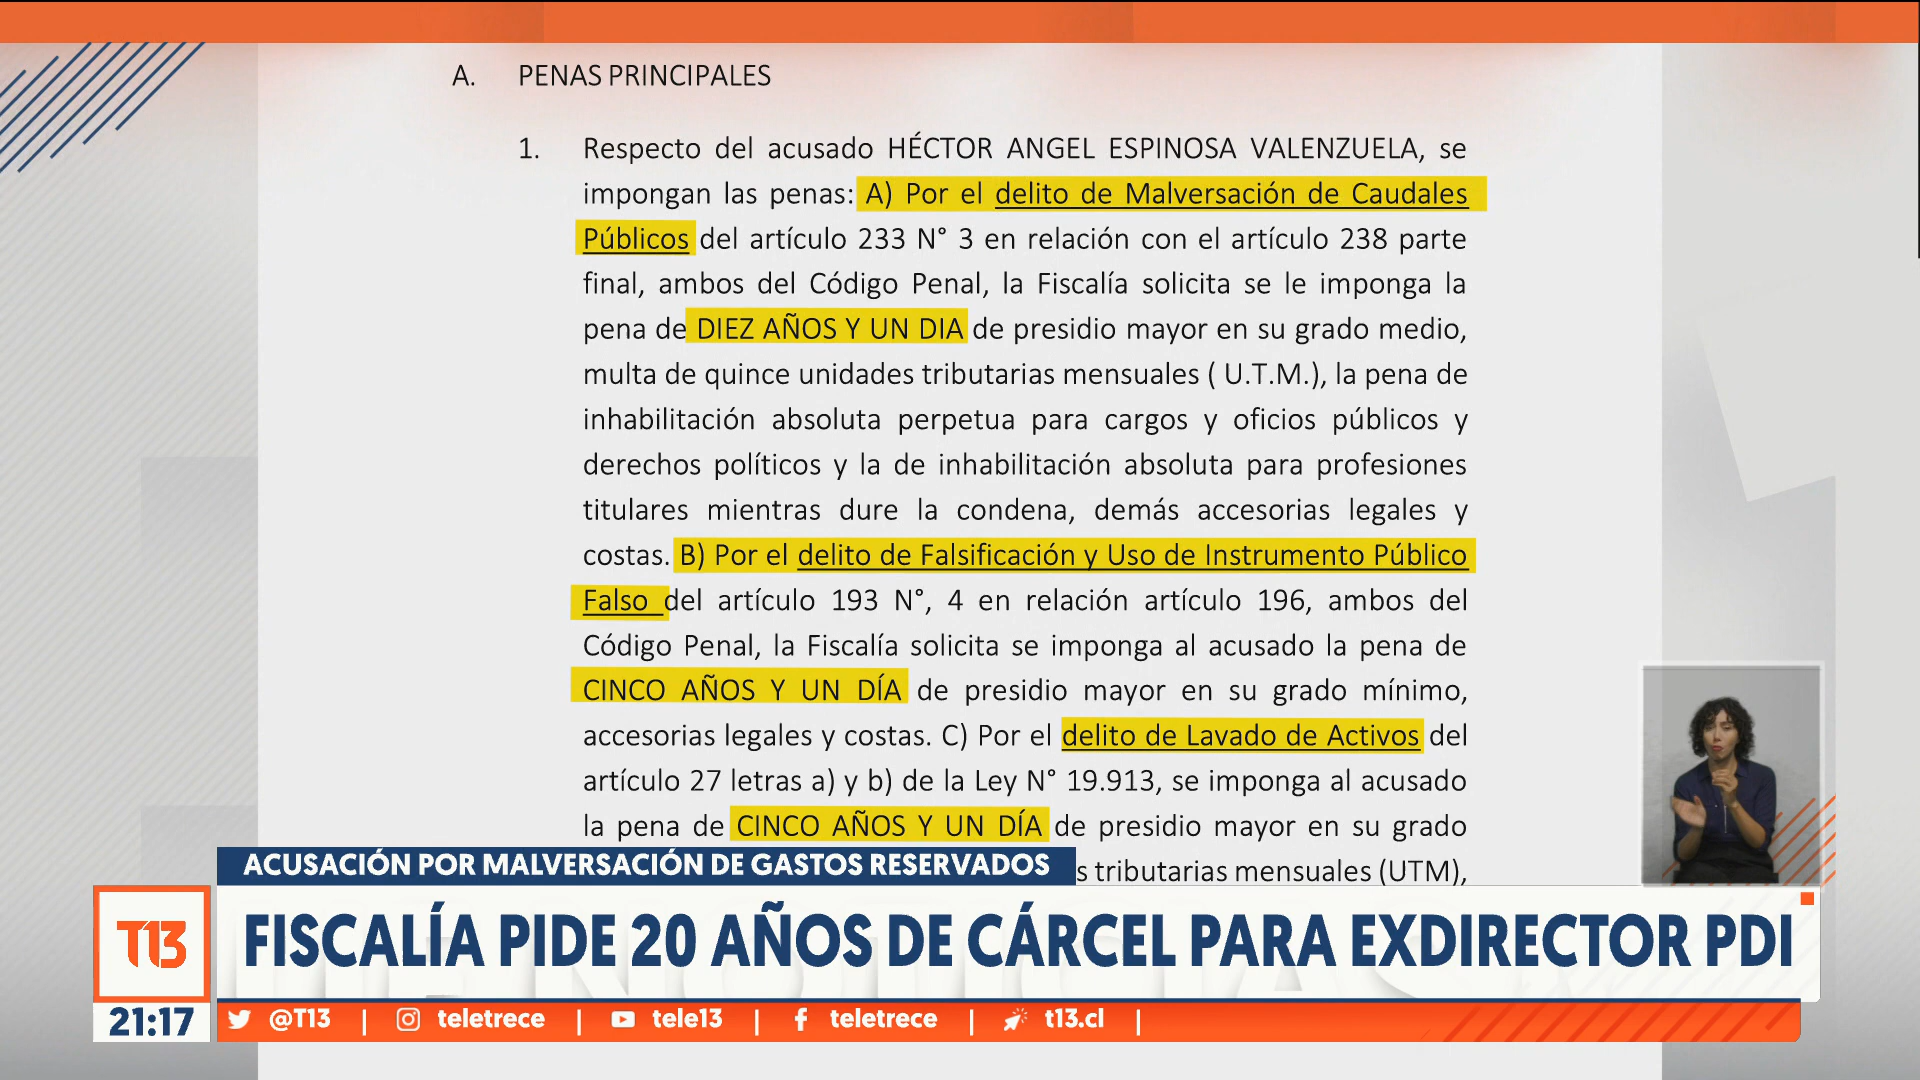 A. PENAS PRINCIPALES
1. Respecto del acusado HÉCTOR ANGEL ESPINOSA VALENZUELA, se
impongan las penas: A) Por el delito de Malversación de Caudales
Públicos del artículo 233 N° 3 en relación con el artículo 238 parte
final, ambos del Código Penal, la Fiscalía solicita se le imponga la
pena de DIEZ AÑOS Y UN DIA de presidio mayor en su grado medio,
multa de quince unidades tributarias mensuales ( U.T.M.), la pena de
inhabilitación absoluta perpetua para cargos y oficios públicos y
derechos políticos y la de inhabilitación absoluta para profesiones
titulares mientras dure la condena, demás accesorias legales y
costas. B) Por el delito de Falsificación y Uso de Instrumento Público
Falso del artículo 193 N°, 4 en relación artículo 196, ambos del
Código Penal, la Fiscalía solicita se imponga al acusado la pena de
CINCO AÑOS Y UN DÍA de presidio mayor en su grado mínimo,
accesorias legales y costas. C) Por el delito de Lavado de Activos del
artículo 27 letras a) y b) de la Ley N° 19.913, se imponga al acusado
la pena de CINCO AÑOS Y UN DÍA de presidio mayor en su grado
s tributarias mensuales (UTM),
ACUSACIÓN POR MALVERSACIÓN DE GASTOS RESERVADOS
T13
FISCALÍA PIDE 20 AÑOS DE CÁRCEL PARA EXDIRECTOR PDI
21:17
@T13 | teletrece | tele13 | teletrece | t13.cl |